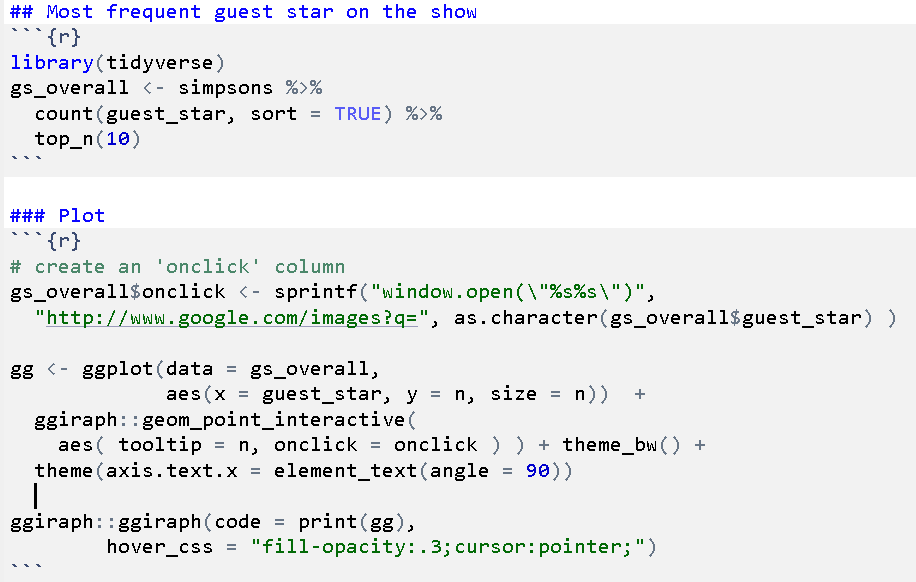 ## Most frequent guest star on the show
```{r}
library(tidyverse)
gs_overall <- simpsons %>%
  count(guest_star, sort = TRUE) %>%
  top_n(10)
```
### Plot
```{r}
# create an 'onclick' column
gs_overall$onclick <- sprintf("window.open(\"%s%s\")",
  "http://www.google.com/images?q=", as.character(gs_overall$guest_star) )
gg <- ggplot(data = gs_overall,
             aes(x = guest_star, y = n, size = n))  +
  ggiraph::geom_point_interactive(
    aes( tooltip = n, onclick = onclick ) ) + theme_bw() +
  theme(axis.text.x = element_text(angle = 90))
ggiraph::ggiraph(code = print(gg),
        hover_css = "fill-opacity:.3;cursor:pointer;")
```